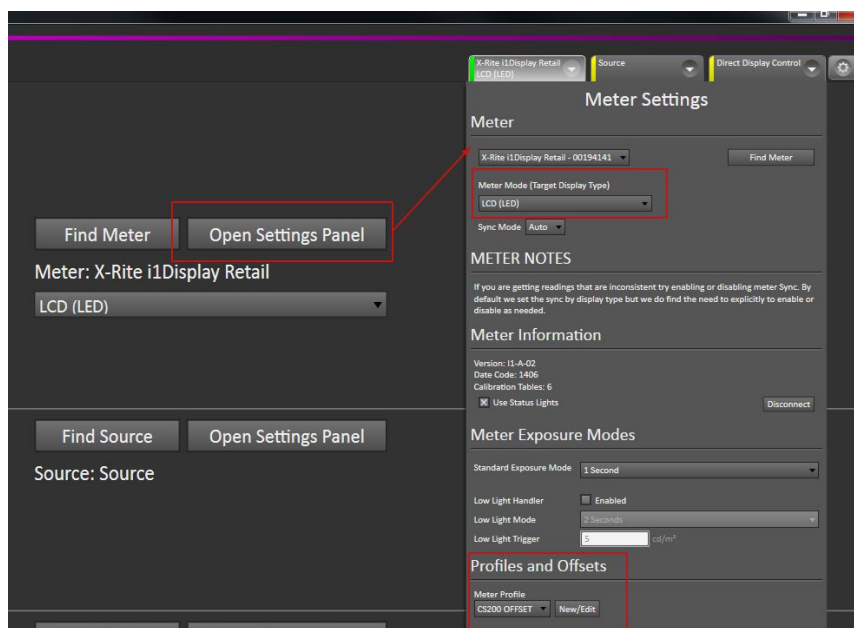 X-Rite i1Display Retail
LCD (LED)
Source
Direct Display Control
Meter Settings
Meter
X-Rite i1Display Retail - 00194141
Find Meter
Meter Mode (Target Display Type)
LCD (LED)
Sync Mode Auto
METER NOTES
If you are getting readings that are inconsistent try enabling or disabling meter Sync. By
default we set the sync by display type but we do find the need to explicitly to enable or
disable as needed.
Meter Information
Version: I1-A-02
Date Code: 1406
Calibration Tables: 6
Use Status Lights
Disconnect
Meter Exposure Modes
Standard Exposure Mode 1 Second
Low Light Handler Enabled
Low Light Mode 2 Seconds
Low Light Trigger 5 cd/m²
Profiles and Offsets
Meter Profile
CS200 OFFSET New/Edit
Find Meter Open Settings Panel
Meter: X-Rite i1Display Retail
LCD (LED)
Find Source Open Settings Panel
Source: Source